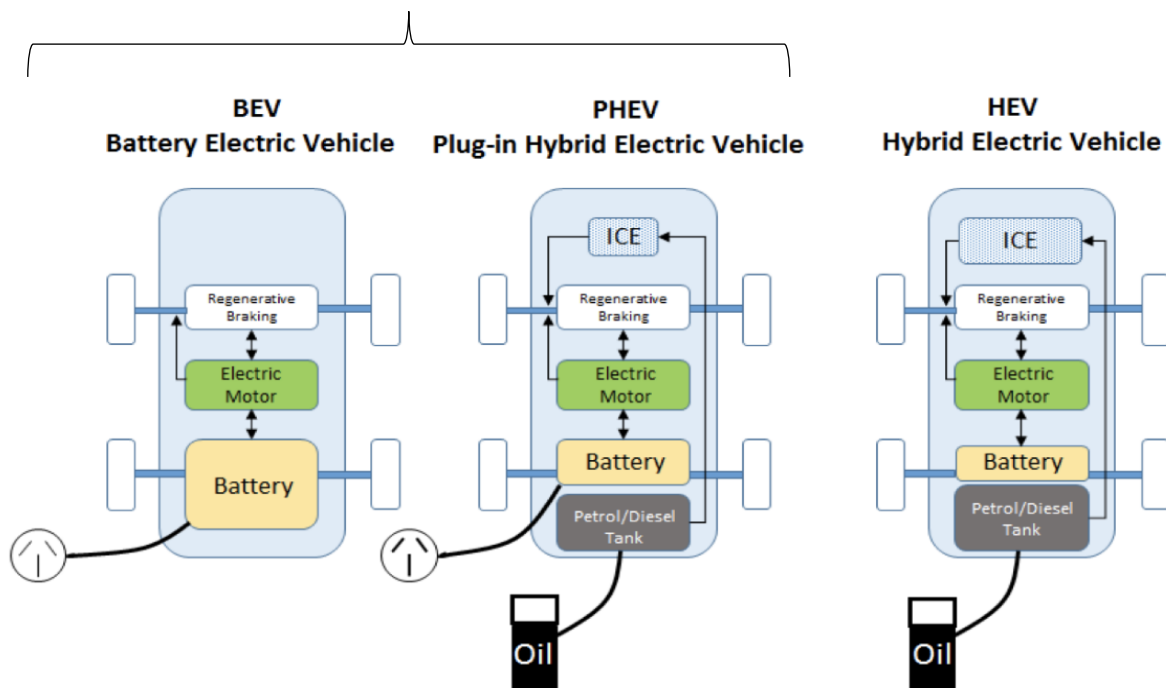 BEV
Battery Electric Vehicle
PHEV
Plug-in Hybrid Electric Vehicle
HEV
Hybrid Electric Vehicle
Regenerative
Braking
Electric
Motor
Battery
ICE
Regenerative
Braking
Electric
Motor
Battery
Petrol/Diesel
Tank
Oil
ICE
Regenerative
Braking
Electric
Motor
Battery
Petrol/Diesel
Tank
Oil